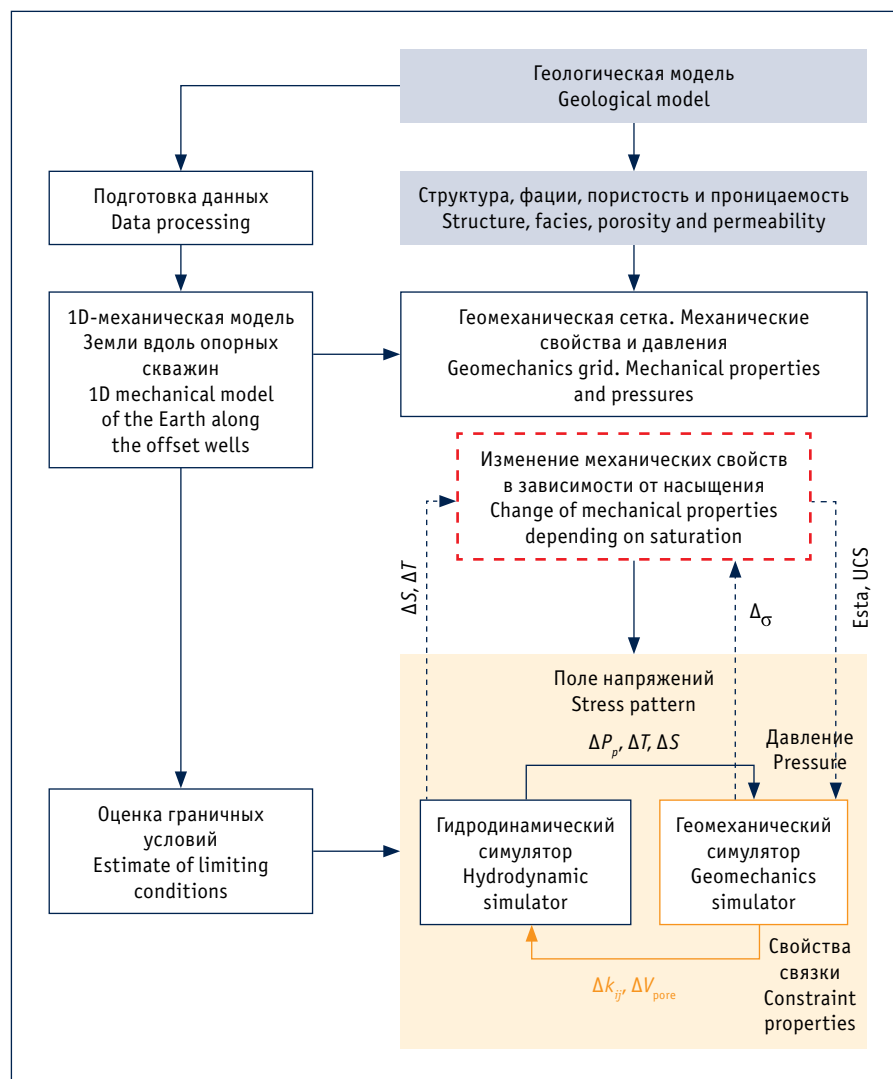 Геологическая модель
Geological model
Подготовка данных
Data processing
Структура, фации, пористость и проницаемость
Structure, facies, porosity and permeability
1D-механическая модель
Земли вдоль опорных
скважин
1D mechanical model
of the Earth along
the offset wells
Геомеханическая сетка. Механические
свойства и давления
Geomechanics grid. Mechanical properties
and pressures
Изменение механических свойств
в зависимости от насыщения
Change of mechanical properties
depending on saturation
ΔS, ΔT
Δσ
Esta, UCS
Поле напряжений
Stress pattern
ΔPp, ΔT, ΔS
Давление
Pressure
Оценка граничных
условий
Estimate of limiting
conditions
Гидродинамический
симулятор
Hydrodynamic
simulator
Геомеханический
симулятор
Geomechanics
simulator
Δkij, ΔVpore
Свойства
связки
Constraint
properties